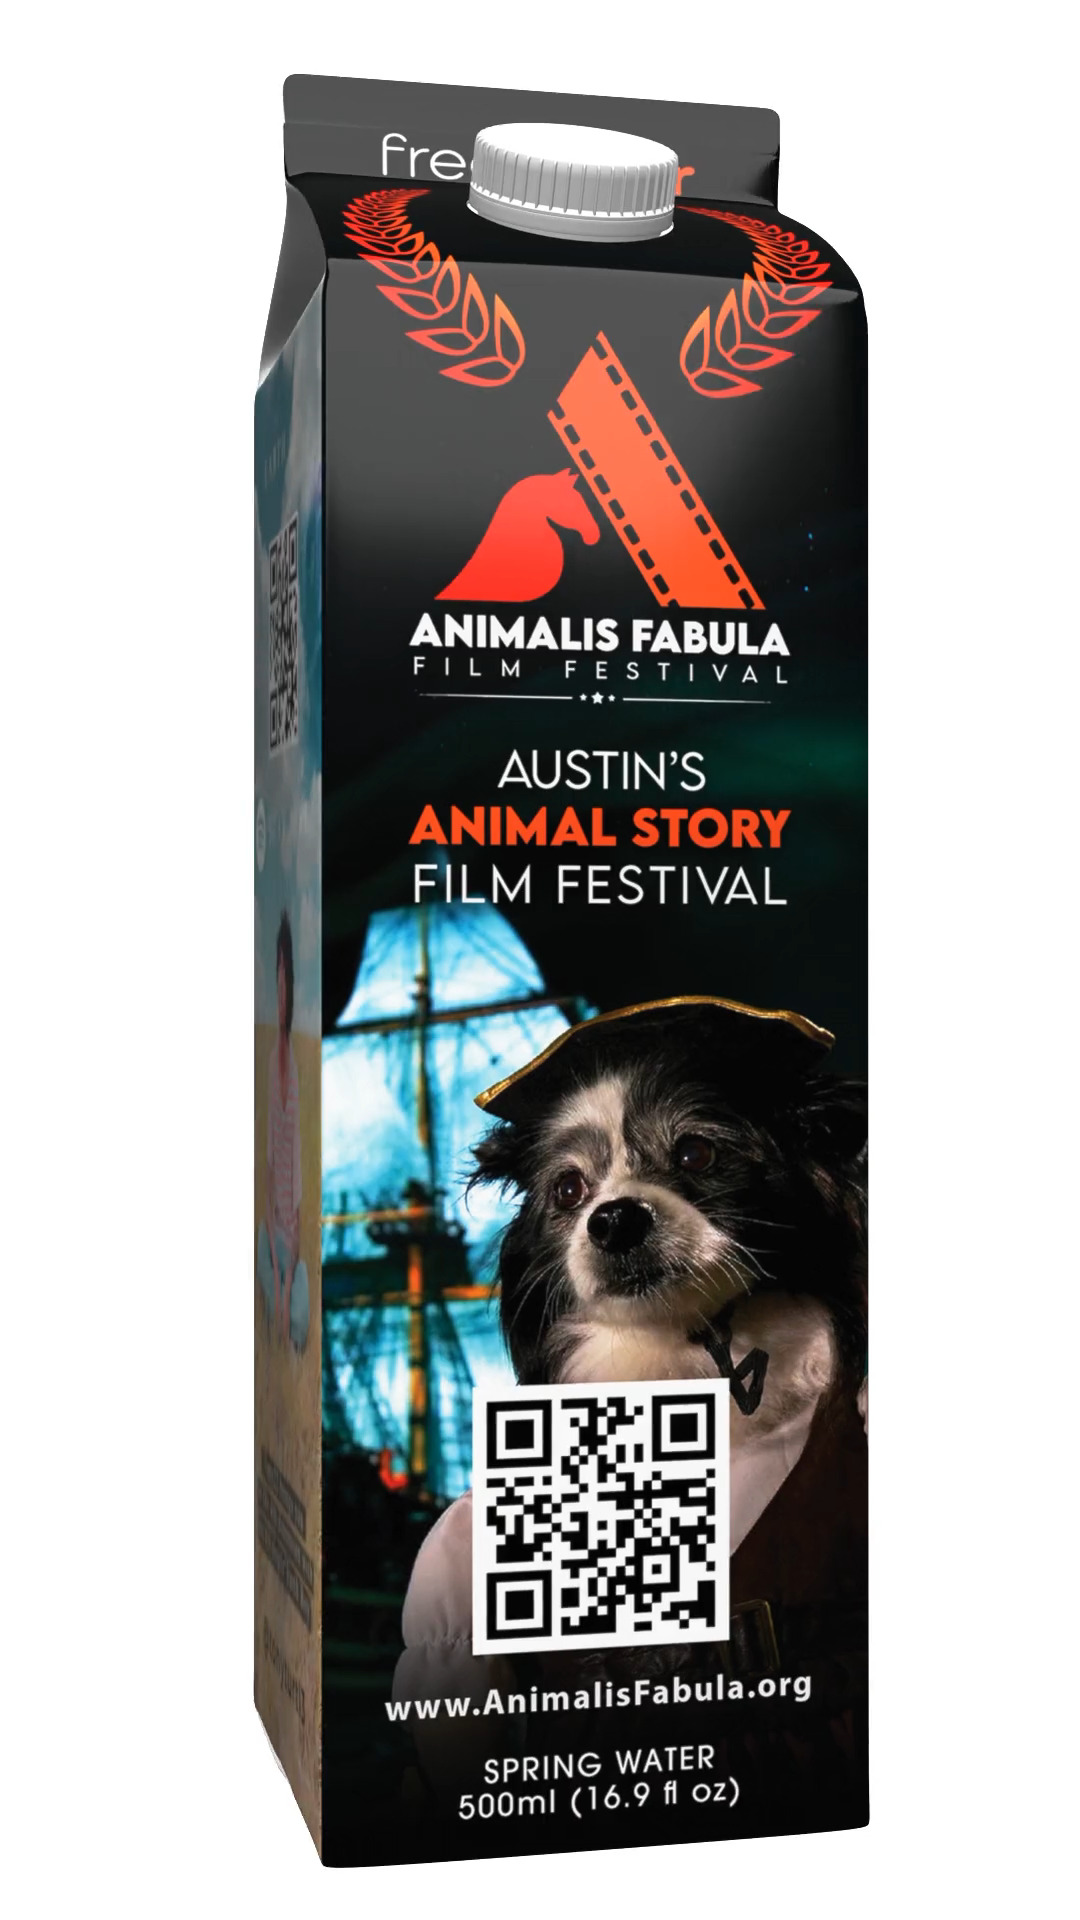 ANIMALIS FABULA
FILM FESTIVAL
AUSTIN'S
ANIMAL STORY
FILM FESTIVAL
www.AnimalisFabula.org
SPRING WATER
500ml (16.9 fl oz)